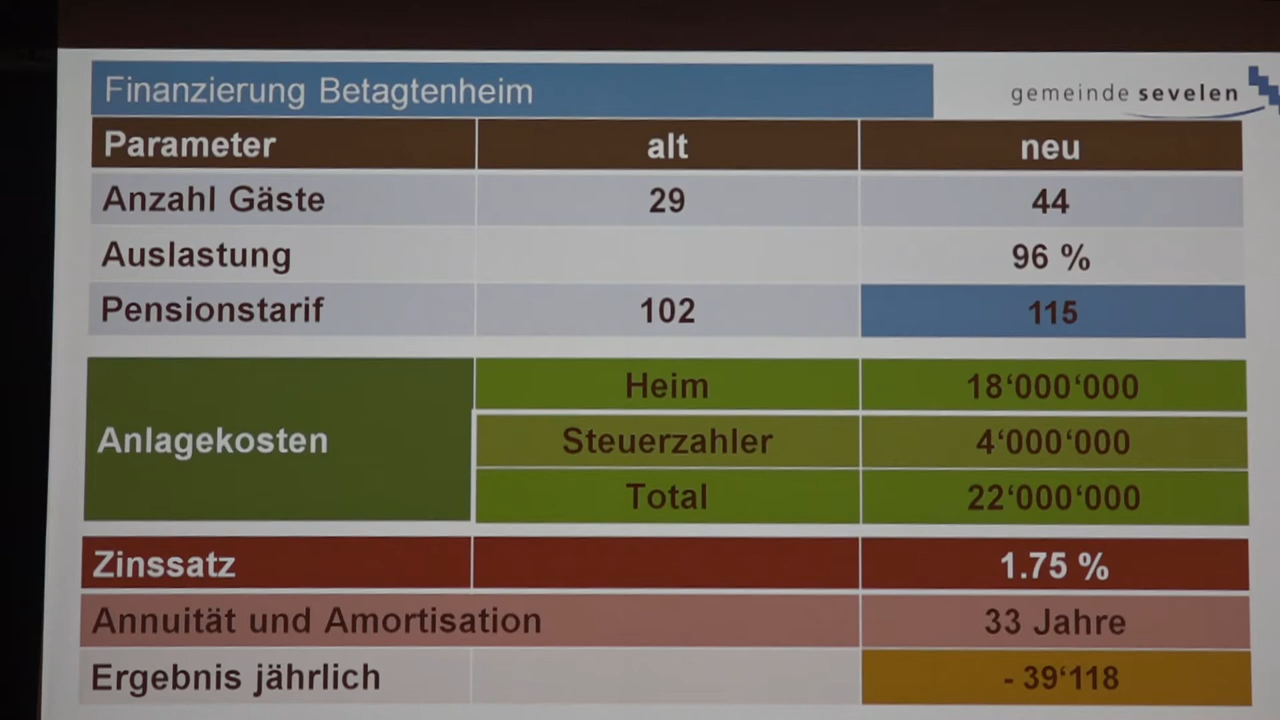 Finanzierung Betagtenheim
gemeinde sevelen
Parameter alt neu
Anzahl Gäste 29 44
Auslastung 96 %
Pensionstarif 102 115
Anlagekosten
Heim 18‘000‘000
Steuerzahler 4‘000‘000
Total 22‘000‘000
Zinssatz 1.75 %
Annuität und Amortisation 33 Jahre
Ergebnis jährlich - 39‘118